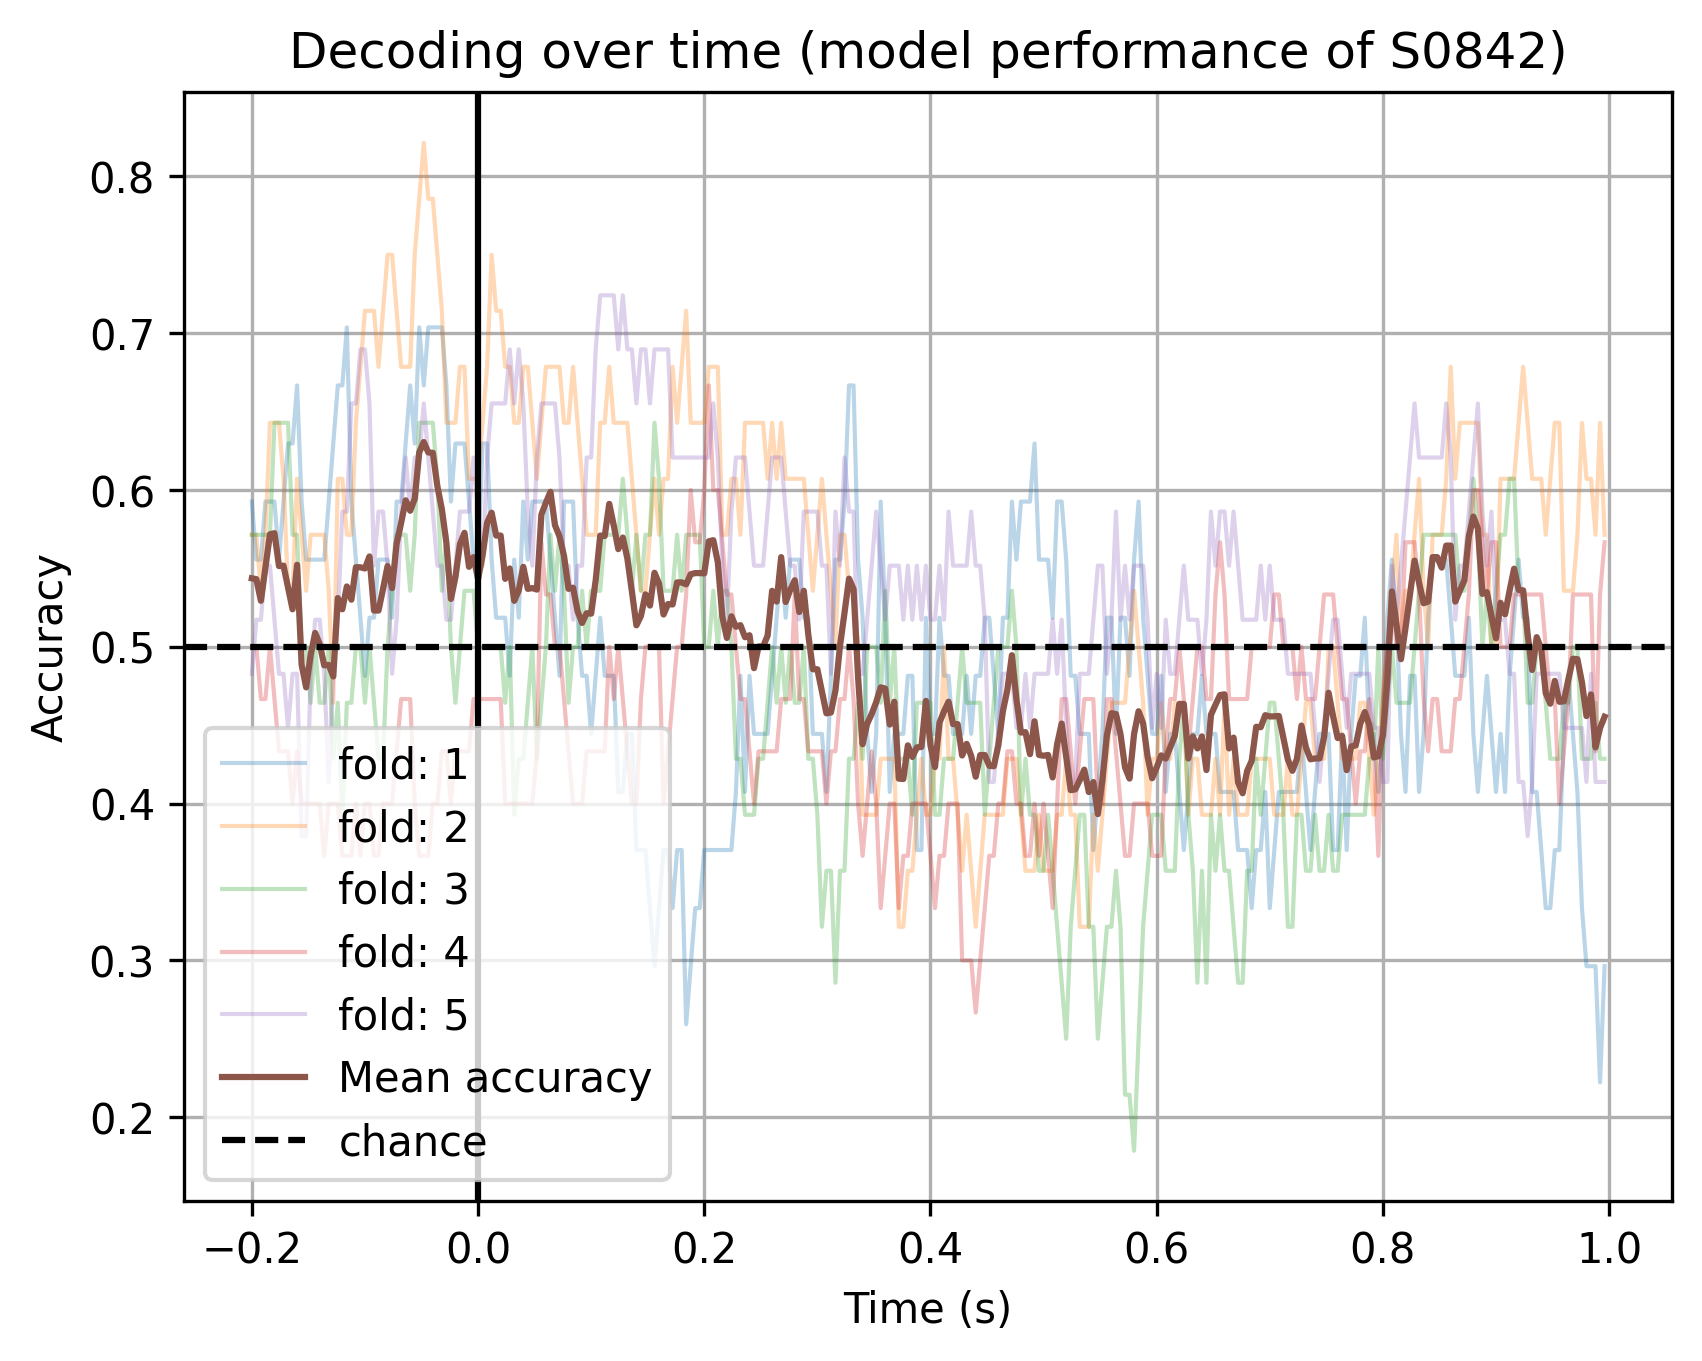 Decoding over time (model performance of S0842)
Accuracy
0.8
0.7
0.6
0.5
0.4
0.3
0.2
fold: 1
fold: 2
fold: 3
fold: 4
fold: 5
Mean accuracy
chance
−0.2 0.0 0.2 0.4 0.6 0.8 1.0
Time (s)